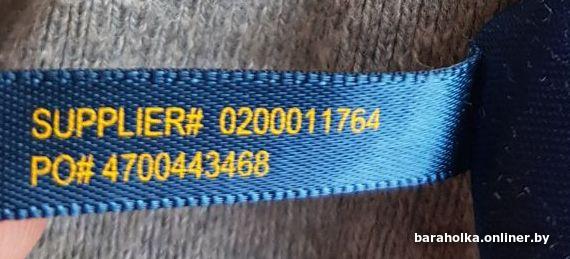 SUPPLIER# 0200011764
PO# 4700443468
baraholka.onliner.by